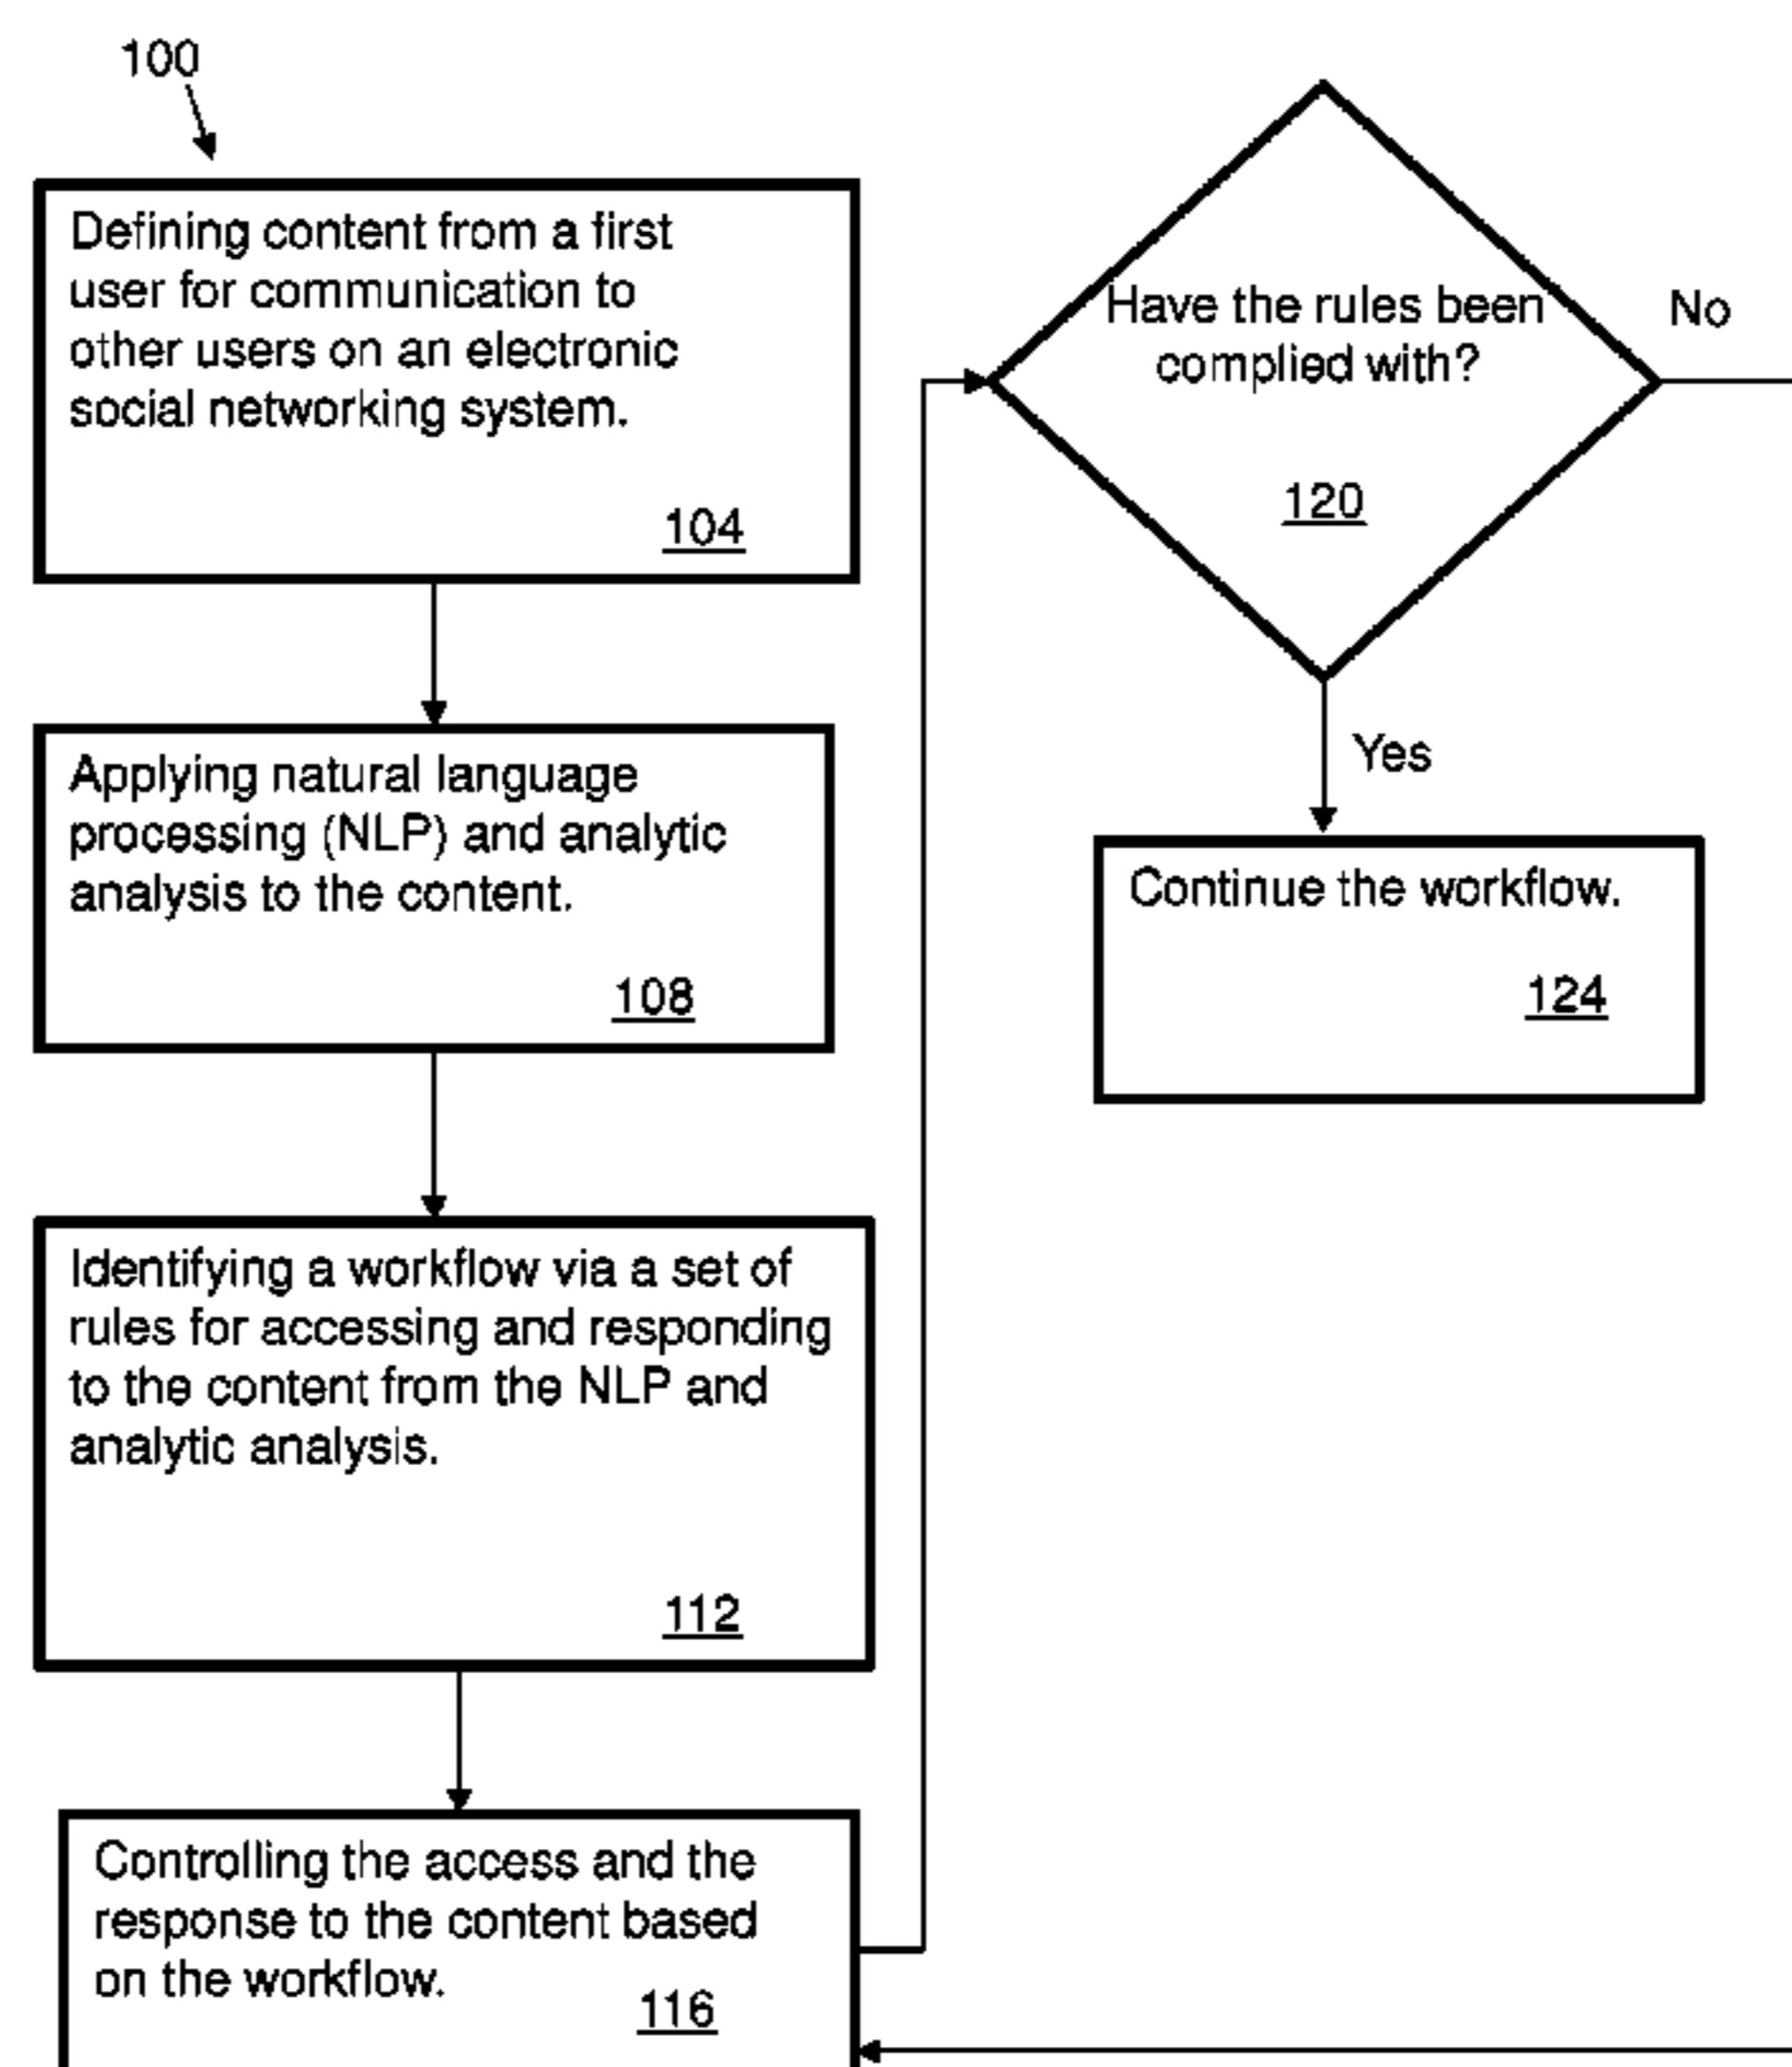 100
Defining content from a first
user for communication to
other users on an electronic
social networking system.
104
Applying natural language
processing (NLP) and analytic
analysis to the content.
108
Identifying a workflow via a set of
rules for accessing and responding
to the content from the NLP and
analytic analysis.
112
Controlling the access and the
response to the content based
on the workflow.
116
Have the rules been
complied with?
120
No
Yes
Continue the workflow.
124